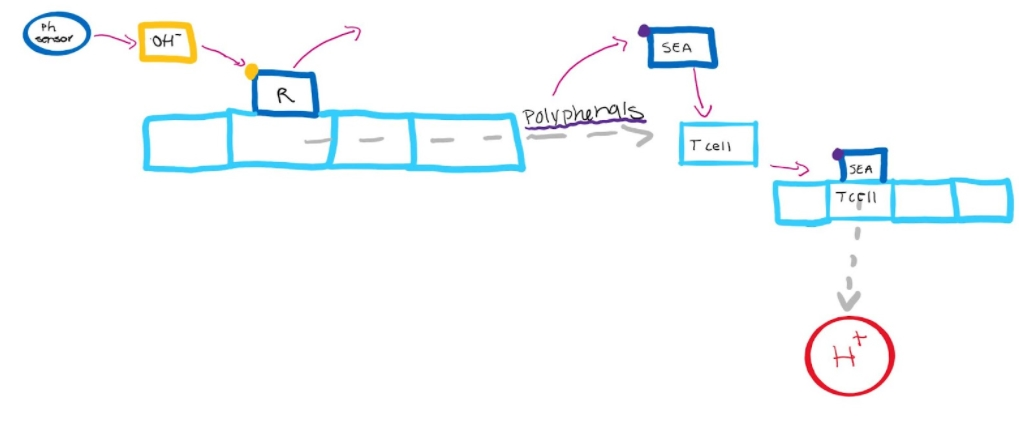 Ph
sensor
OH⁻
R
Polyphenals
SEA
T cell
SEA
T CEll
H⁺